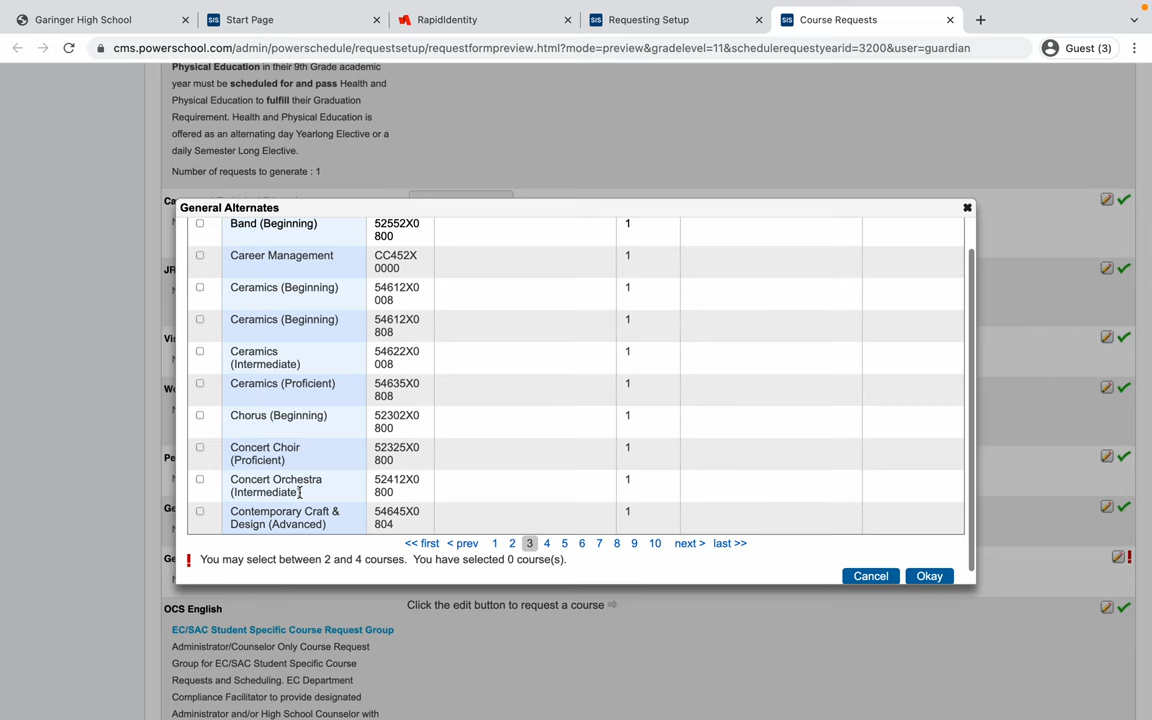 Garinger High School
SIS Start Page
RapidIdentity
SIS Requesting Setup
SIS Course Requests
cms.powerschool.com/admin/powerschedule/requestsetup/requestformpreview.html?mode=preview&gradelevel=11&schedulerequestyearid=3200&user=guardian
Guest (3)
Physical Education in their 9th Grade academic
year must be scheduled for and pass Health and
Physical Education to fulfill their Graduation
Requirement. Health and Physical Education is
offered as an alternating day Yearlong Elective or a
daily Semester Long Elective.
Number of requests to generate : 1
General Alternates
Band (Beginning) 52552X0 1
800
Career Management CC452X 1
0000
Ceramics (Beginning) 54612X0 1
008
Ceramics (Beginning) 54612X0 1
808
Ceramics 54622X0 1
(Intermediate) 008
Ceramics (Proficient) 54635X0 1
808
Chorus (Beginning) 52302X0 1
800
Concert Choir 52325X0 1
(Proficient) 800
Concert Orchestra 52412X0 1
(Intermediate) 800
Contemporary Craft & 54645X0 1
Design (Advanced) 804
<< first < prev 1 2 3 4 5 6 7 8 9 10 next > last >>
! You may select between 2 and 4 courses. You have selected 0 course(s).
Cancel Okay
OCS English
Click the edit button to request a course
EC/SAC Student Specific Course Request Group
Administrator/Counselor Only Course Request
Group for EC/SAC Student Specific Course
Requests and Scheduling. EC Department
Compliance Facilitator to provide designated
Administrator and/or High School Counselor with